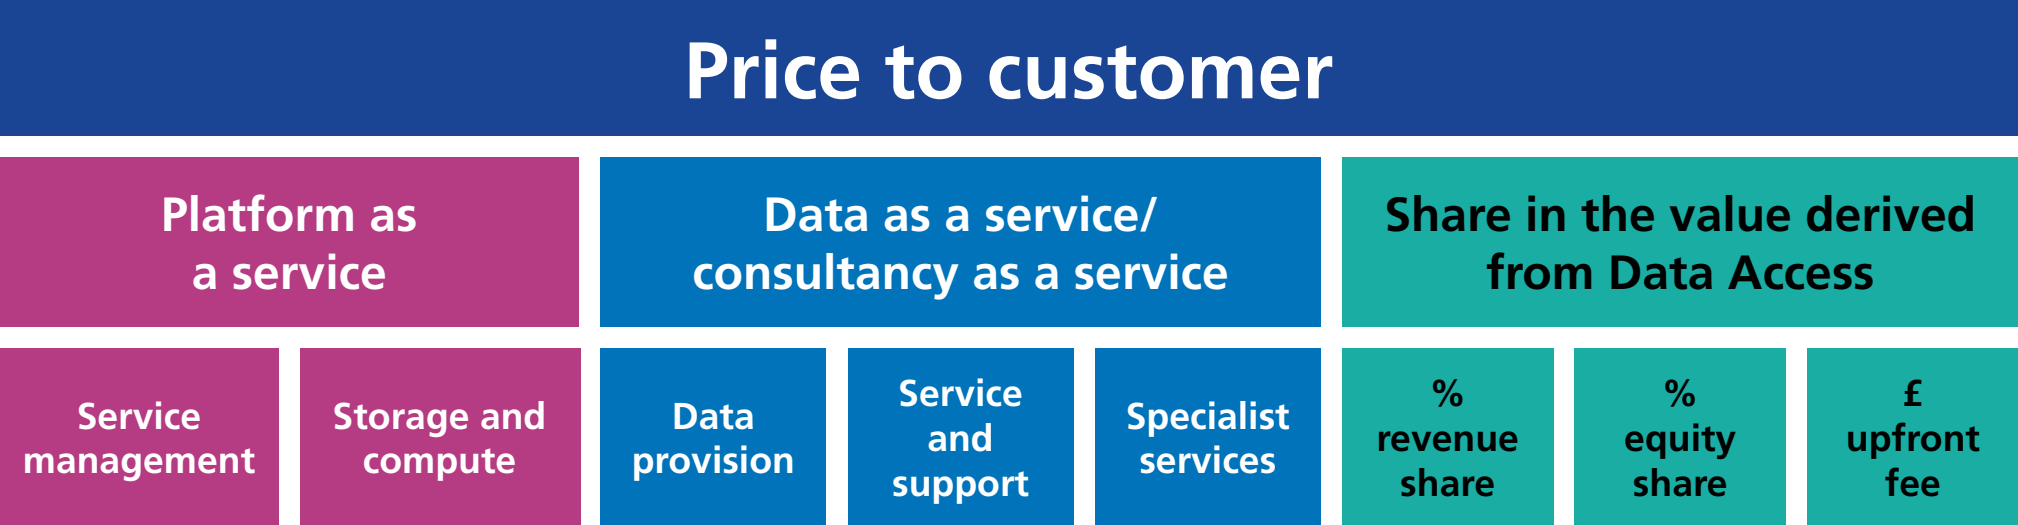 Price to customer
Platform as
a service
Data as a service/
consultancy as a service
Share in the value derived
from Data Access
Service
management
Storage and
compute
Data
provision
Service
and
support
Specialist
services
%
revenue
share
%
equity
share
£
upfront
fee